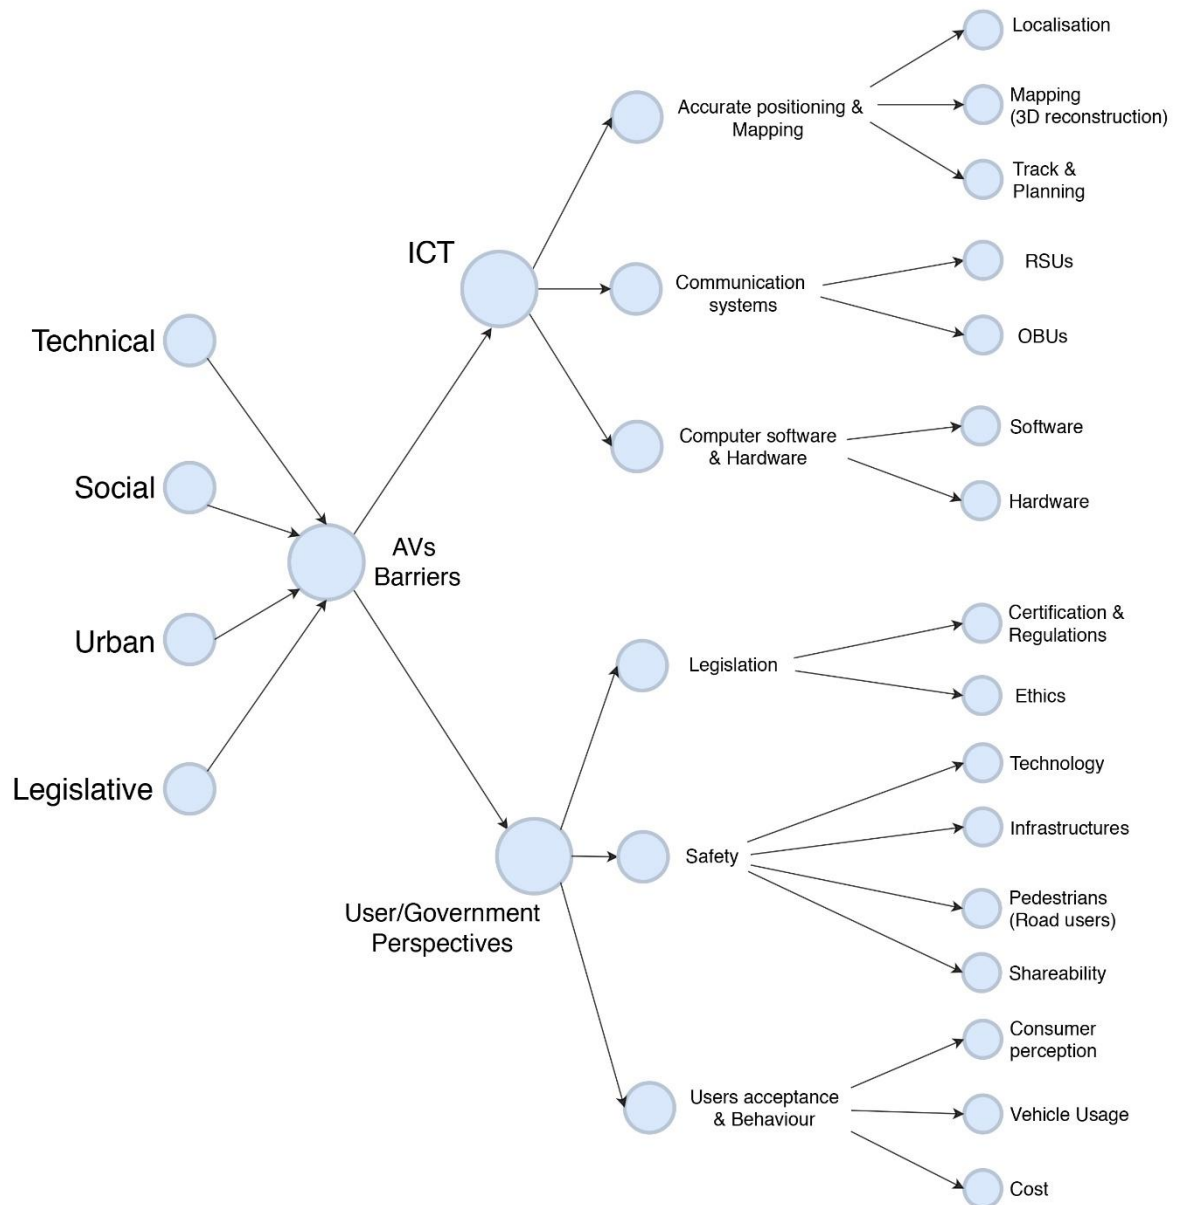 Technical
Social
Urban
Legislative
AVs
Barriers
ICT
User/Government
Perspectives
Accurate positioning &
Mapping
Communication
systems
Computer software
& Hardware
Legislation
Safety
Users acceptance
& Behaviour
Localisation
Mapping
(3D reconstruction)
Track &
Planning
RSUs
OBUs
Software
Hardware
Certification &
Regulations
Ethics
Technology
Infrastructures
Pedestrians
(Road users)
Shareability
Consumer
perception
Vehicle Usage
Cost